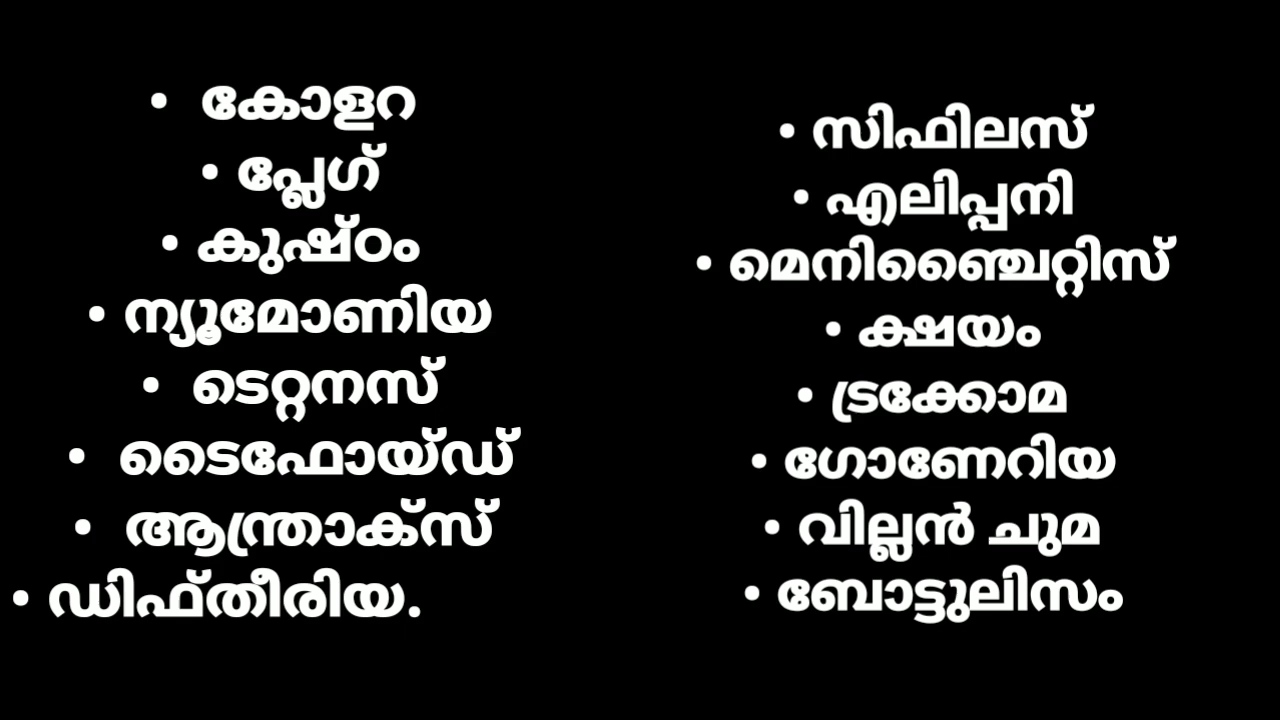 • കോളറ
• പ്ലേഗ്
• കുഷ്ഠം
• ന്യൂമോണിയ
• ടെറ്റനസ്
• ടൈഫോയ്ഡ്
• ആന്ത്രാക്സ്
• ഡിഫ്തീരിയ.
• സിഫിലസ്
• എലിപ്പനി
• മെനിഞ്ചൈറ്റിസ്
• ക്ഷയം
• ട്രക്കോമ
• ഗോണേറിയ
• വില്ലൻ ചുമ
• ബോട്ടുലിസം